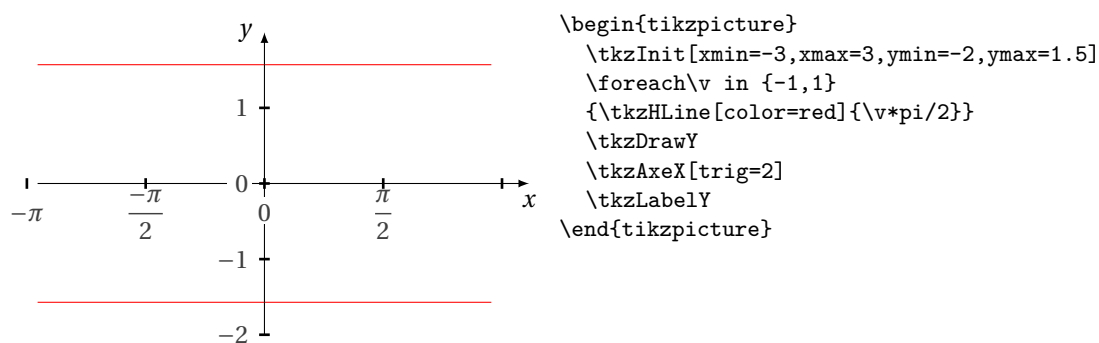 y
1
0
x
−π
−π
2
0
π
2
−1
−2
\begin{tikzpicture}
\tkzInit[xmin=-3,xmax=3,ymin=-2,ymax=1.5]
\foreach\v in {-1,1}
{\tkzHLine[color=red]{\v*pi/2}}
\tkzDrawY
\tkzAxeX[trig=2]
\tkzLabelY
\end{tikzpicture}